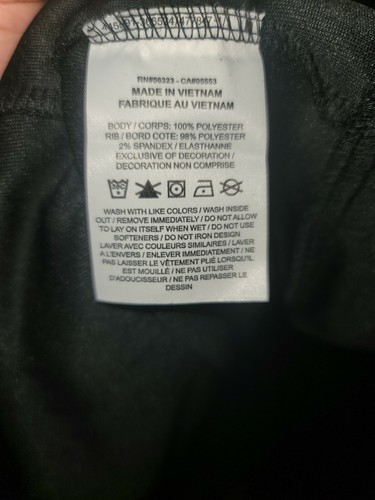 RN#56323 - CA#05553
MADE IN VIETNAM
FABRIQUE AU VIETNAM
BODY / CORPS: 100% POLYESTER
RIB / BORD COTE: 98% POLYESTER
2% SPANDEX / ELASTHANNE
EXCLUSIVE OF DECORATION /
DECORATION NON COMPRISE
WASH WITH LIKE COLORS / WASH INSIDE
OUT / REMOVE IMMEDIATELY / DO NOT ALLOW
TO LAY ON ITSELF WHEN WET / DO NOT USE
SOFTENERS / DO NOT IRON DESIGN
LAVER AVEC COULEURS SIMILAIRES / LAVER
A L'ENVERS / ENLEVER IMMEDIATEMENT / NE
PAS LAISSER LE VÊTEMENT PLIÉ LORSQU'IL
EST MOUILLÉ / NE PAS UTILISER
D'ADOUCISSEUR / NE PAS REPASSER LE
DESSIN